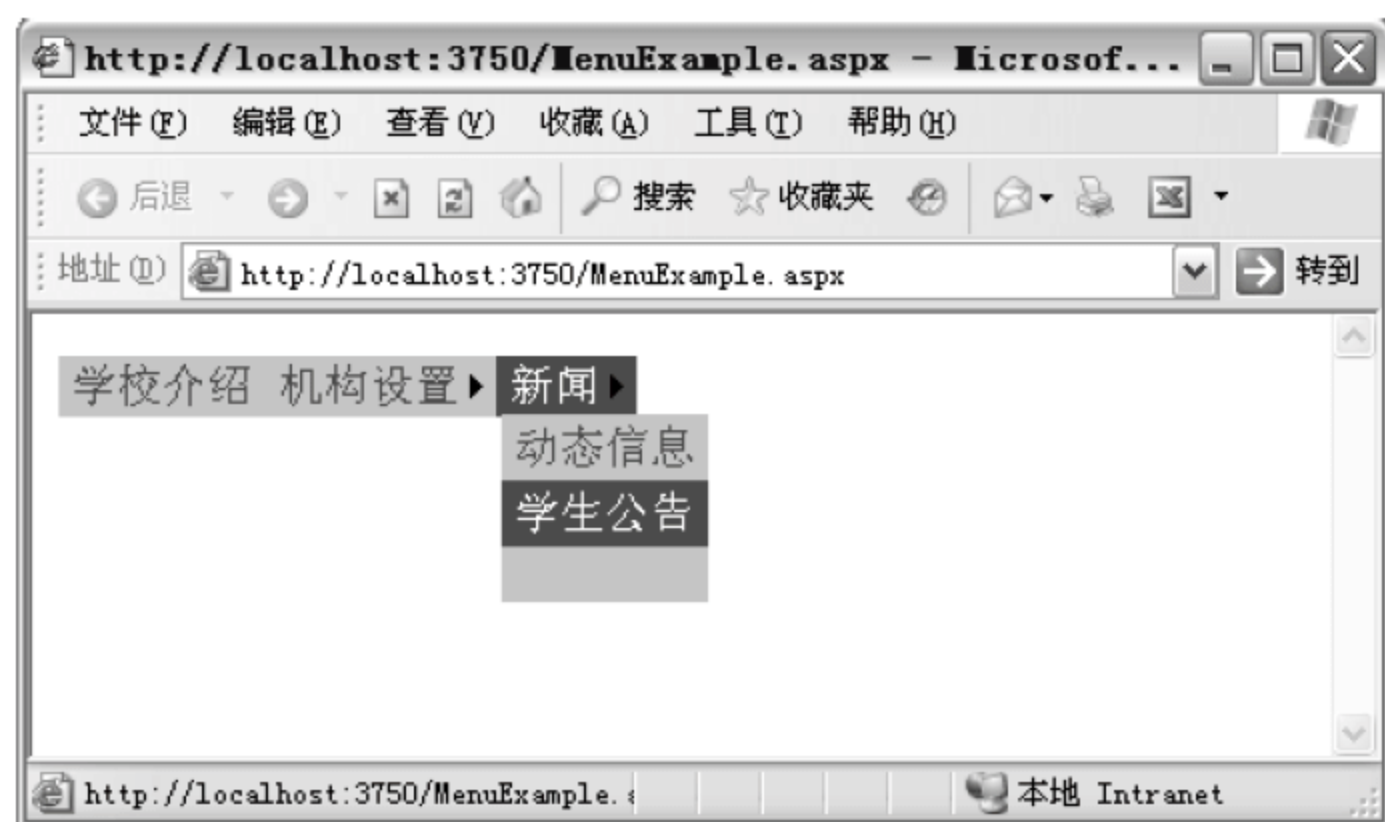 http://localhost:3750/MenuExample.aspx - Microsof...
文件(F) 编辑(E) 查看(V) 收藏(A) 工具(T) 帮助(H)
后退 搜索 收藏夹
地址(D) http://localhost:3750/MenuExample.aspx 转到
学校介绍 机构设置 新闻
动态信息
学生公告
http://localhost:3750/MenuExample. 本地 Intranet